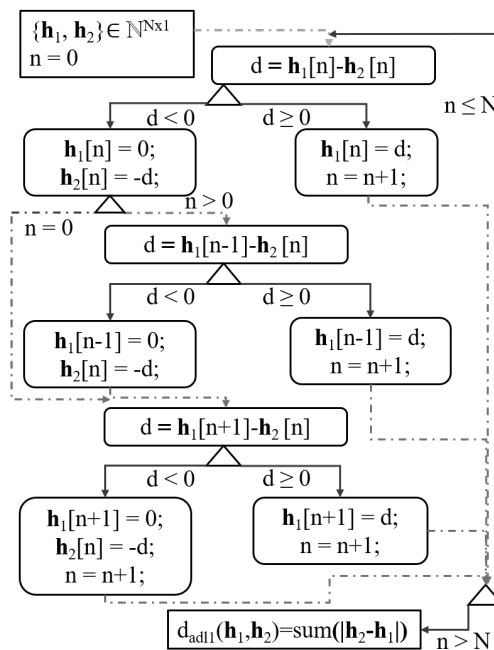 {h₁, h₂}∈ ℕᴺˣ¹
n = 0
d = h₁[n]-h₂ [n]
n ≤ N
d < 0
d ≥ 0
h₁[n] = 0;
h₂[n] = -d;
h₁[n] = d;
n = n+1;
n = 0
n > 0
d = h₁[n-1]-h₂ [n]
d < 0
d ≥ 0
h₁[n-1] = 0;
h₂[n] = -d;
h₁[n-1] = d;
n = n+1;
d = h₁[n+1]-h₂ [n]
d < 0
d ≥ 0
h₁[n+1] = 0;
h₂[n] = -d;
n = n+1;
h₁[n+1] = d;
n = n+1;
d_adl1(h₁,h₂)=sum(|h₂-h₁|)
n > N